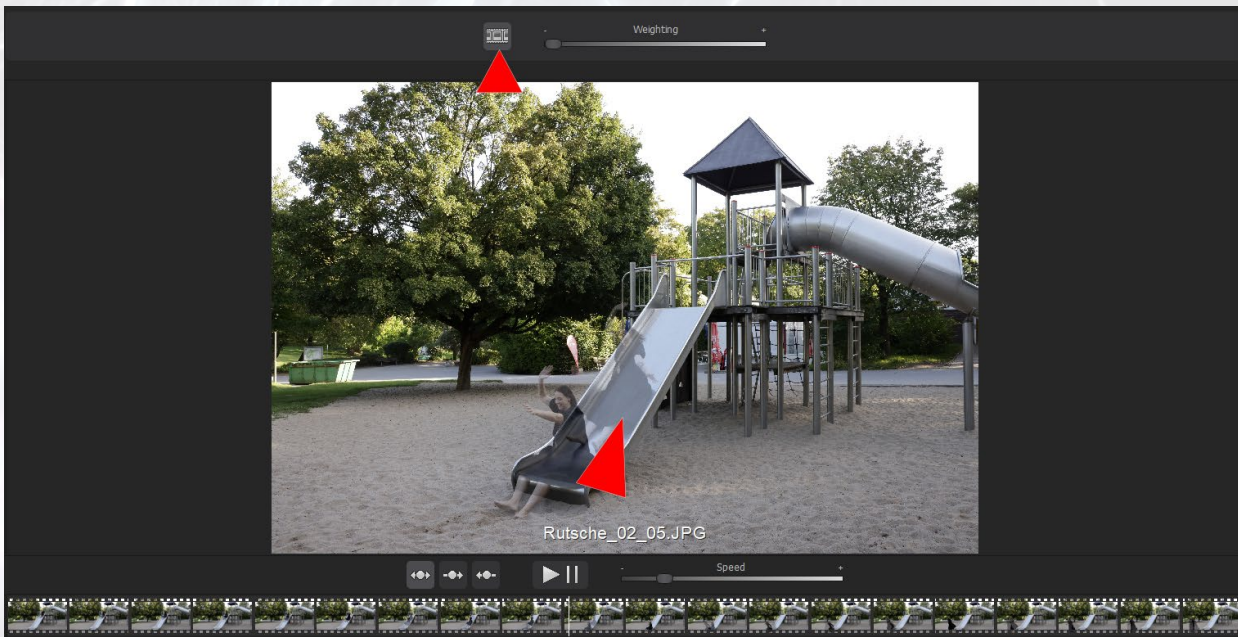 - Weighting +
Rutsche_02_05.JPG
- Speed +